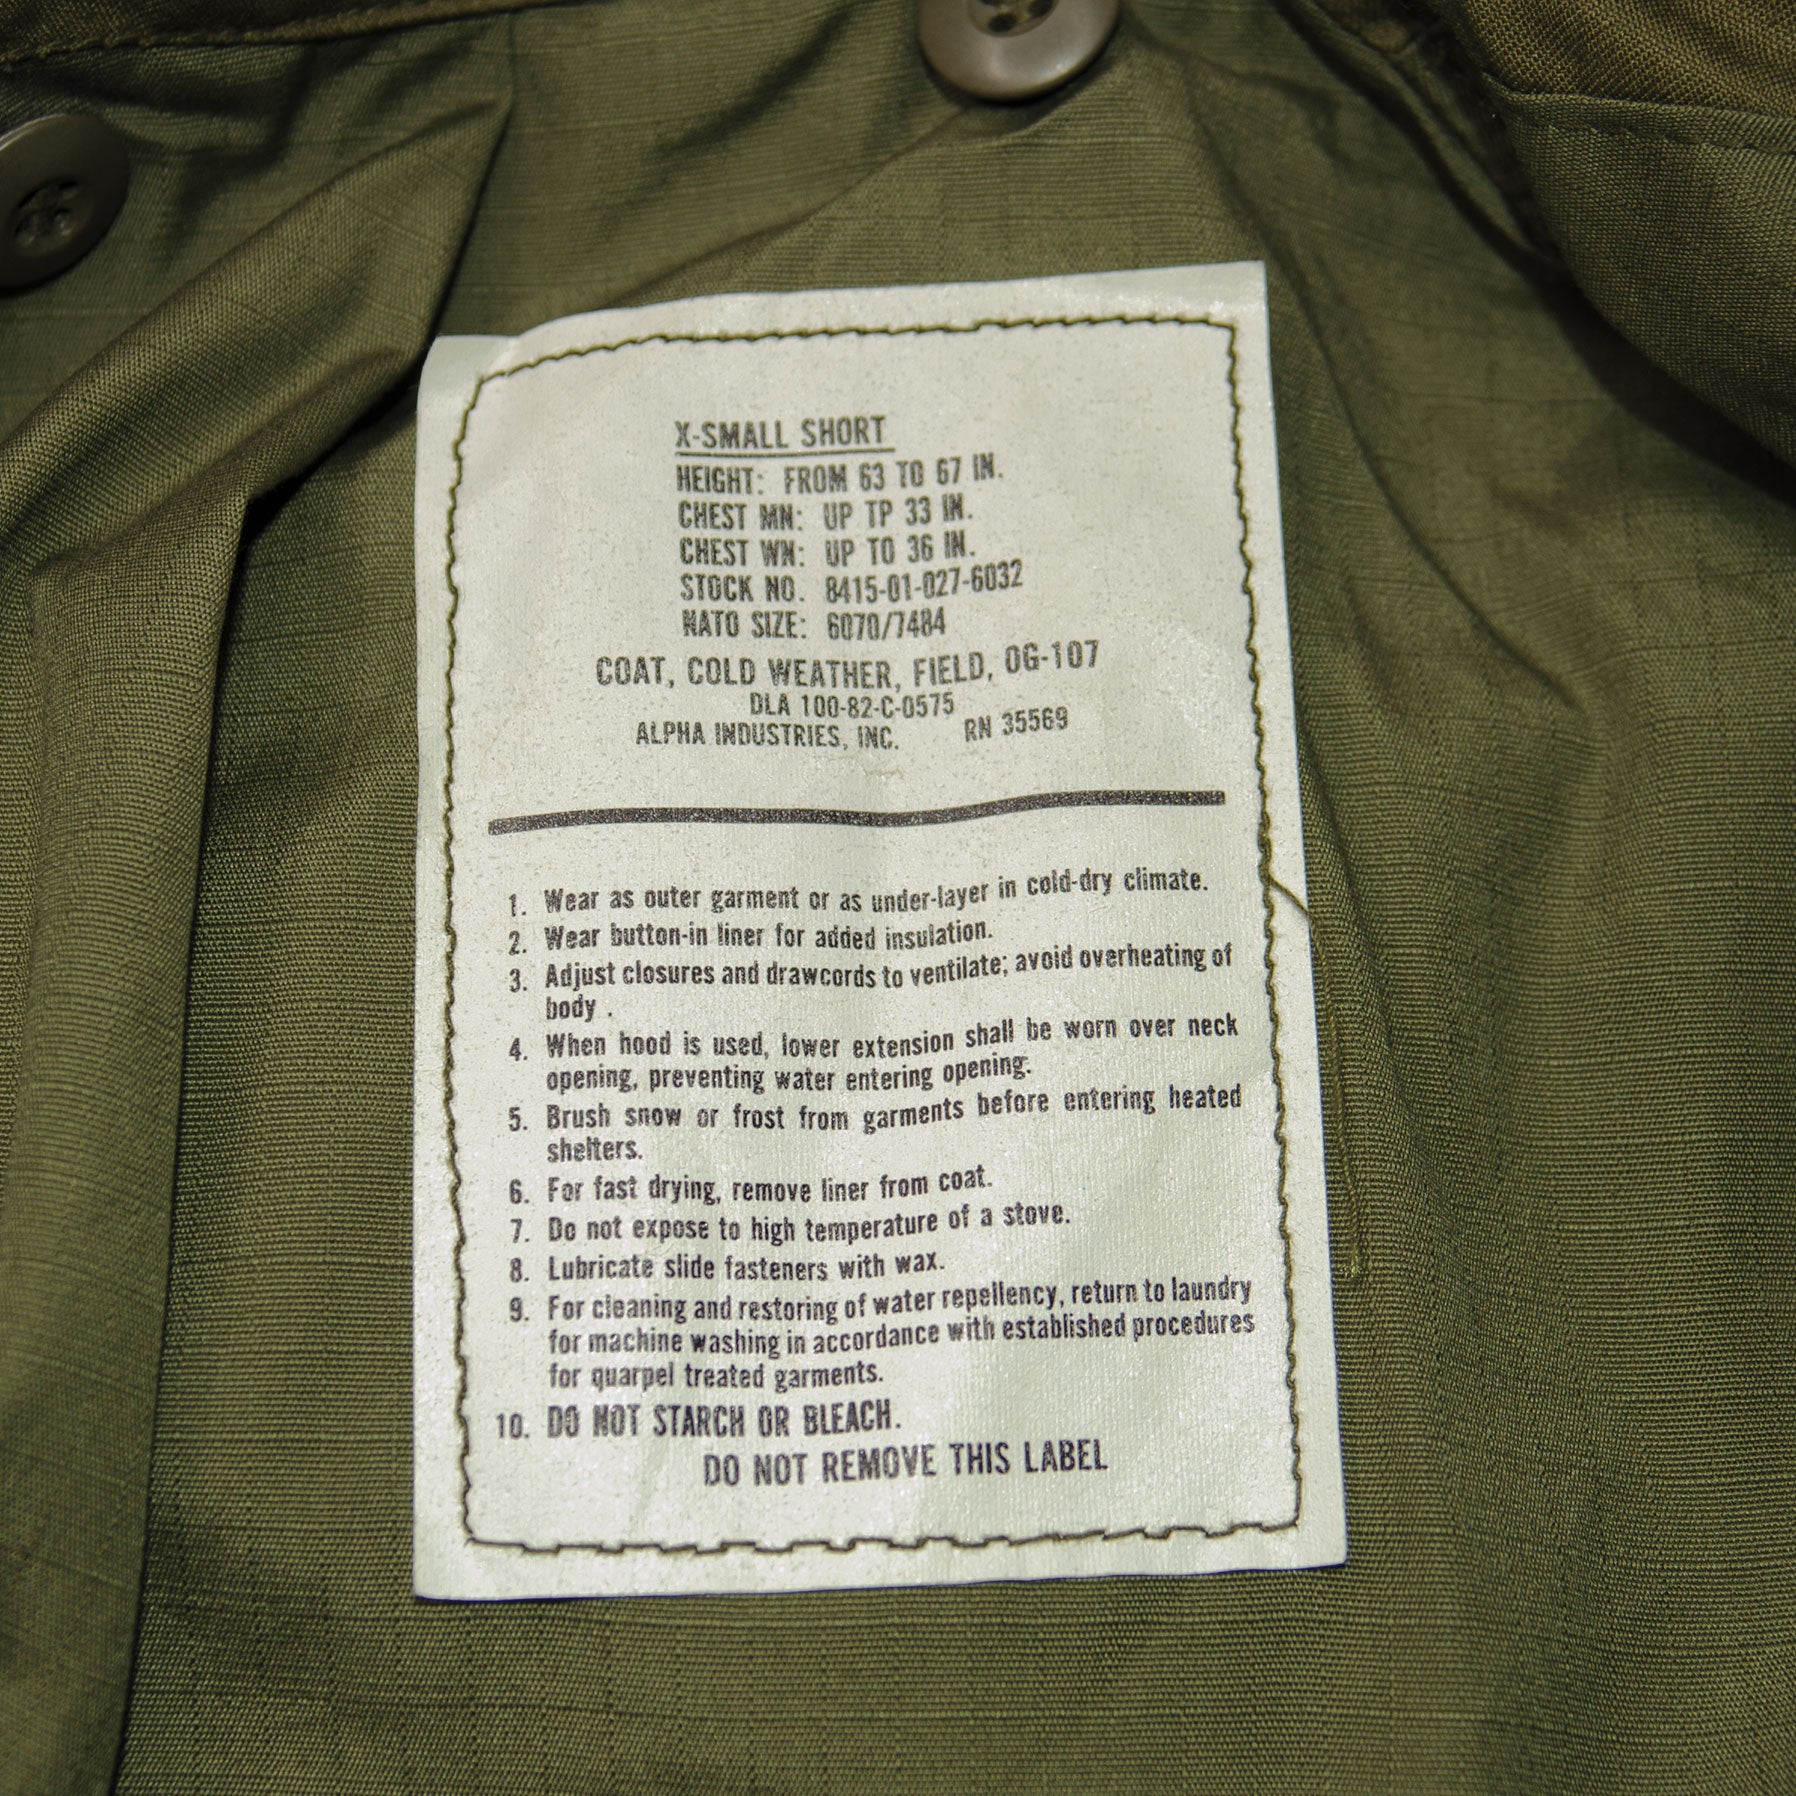 X-SMALL SHORT
HEIGHT: FROM 63 TO 67 IN.
CHEST MN: UP TP 33 IN.
CHEST WN: UP TO 36 IN.
STOCK NO. 8415-01-027-6032
NATO SIZE: 6070/7484
COAT, COLD WEATHER, FIELD, OG-107
DLA 100-82-C-0575
ALPHA INDUSTRIES, INC. RN 35569
1. Wear as outer garment or as under-layer in cold-dry climate.
2. Wear button-in liner for added insulation.
3. Adjust closures and drawcords to ventilate; avoid overheating of
body .
4. When hood is used, lower extension shall be worn over neck
opening, preventing water entering opening.
5. Brush snow or frost from garments before entering heated
shelters.
6. For fast drying, remove liner from coat.
7. Do not expose to high temperature of a stove.
8. Lubricate slide fasteners with wax.
9. For cleaning and restoring of water repellency, return to laundry
for machine washing in accordance with established procedures
for quarpel treated garments.
10. DO NOT STARCH OR BLEACH.
DO NOT REMOVE THIS LABEL